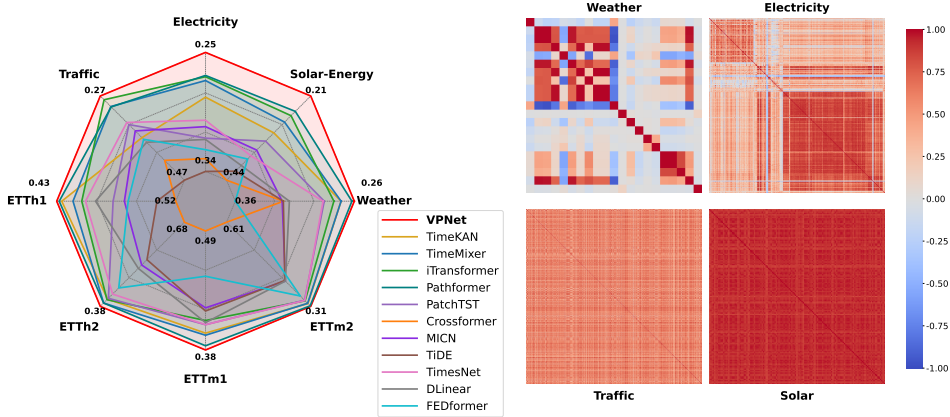 Electricity
0.25
Traffic
0.27
Solar-Energy
0.21
0.34
0.47
0.44
0.43
ETTh1
0.26
Weather
0.52
0.36
0.68
0.61
0.49
0.38
ETTh2
0.31
ETTm2
0.38
ETTm1
VPNet
TimeKAN
TimeMixer
iTransformer
Pathformer
PatchTST
Crossformer
MICN
TiDE
TimesNet
DLinear
FEDformer
Weather
Electricity
Traffic
Solar
1.00
0.75
0.50
0.25
0.00
-0.25
-0.50
-0.75
-1.00